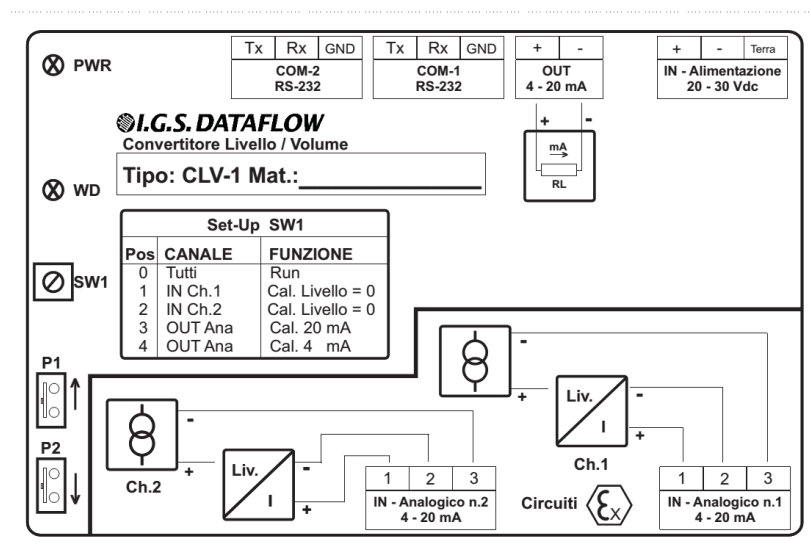 PWR
Tx Rx GND
COM-2
RS-232
Tx Rx GND
COM-1
RS-232
+ -
OUT
4 - 20 mA
+ - Terra
IN - Alimentazione
20 - 30 Vdc
I.G.S. DATAFLOW
Convertitore Livello / Volume
Tipo: CLV-1 Mat.:
+ -
mA
RL
WD
Set-Up SW1
Pos CANALE FUNZIONE
0 Tutti Run
1 IN Ch.1 Cal. Livello = 0
2 IN Ch.2 Cal. Livello = 0
3 OUT Ana Cal. 20 mA
4 OUT Ana Cal. 4 mA
SW1
P1
P2
-
+
Liv.
I
-
+
Ch.2
1 2 3
IN - Analogico n.2
4 - 20 mA
-
+
Liv.
I
-
+
Ch.1
Circuiti
εx
1 2 3
IN - Analogico n.1
4 - 20 mA